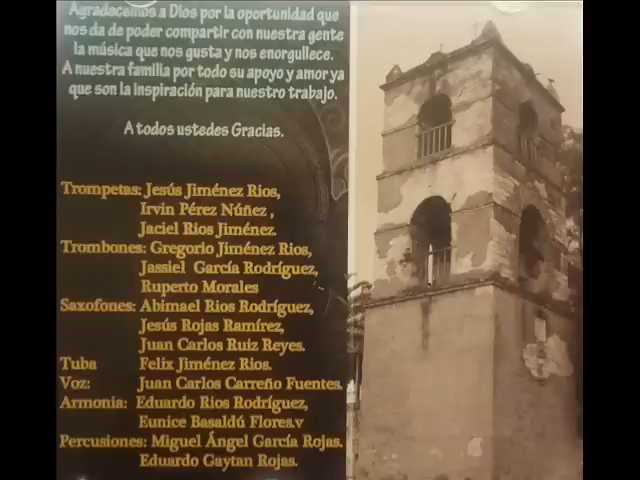 Agradecemos a Dios por la oportunidad que
nos da de poder compartir con nuestra gente
la música que nos gusta y nos enorgullece.
A nuestra familia por todo su apoyo y amor ya
que son la inspiración para nuestro trabajo.
A todos ustedes Gracias.
Trompetas: Jesús Jiménez Rios,
Irvin Pérez Núñez ,
Jaciel Rios Jiménez.
Trombones: Gregorio Jiménez Rios,
Jassiel García Rodríguez,
Ruperto Morales
Saxofones: Abimael Rios Rodríguez,
Jesús Rojas Ramírez,
Juan Carlos Ruiz Reyes.
Tuba Felix Jiménez Rios.
Voz: Juan Carlos Carreño Fuentes.
Armonia: Eduardo Rios Rodríguez,
Eunice Basaldú Flores.v
Percusiones: Miguel Ángel García Rojas.
Eduardo Gaytan Rojas.